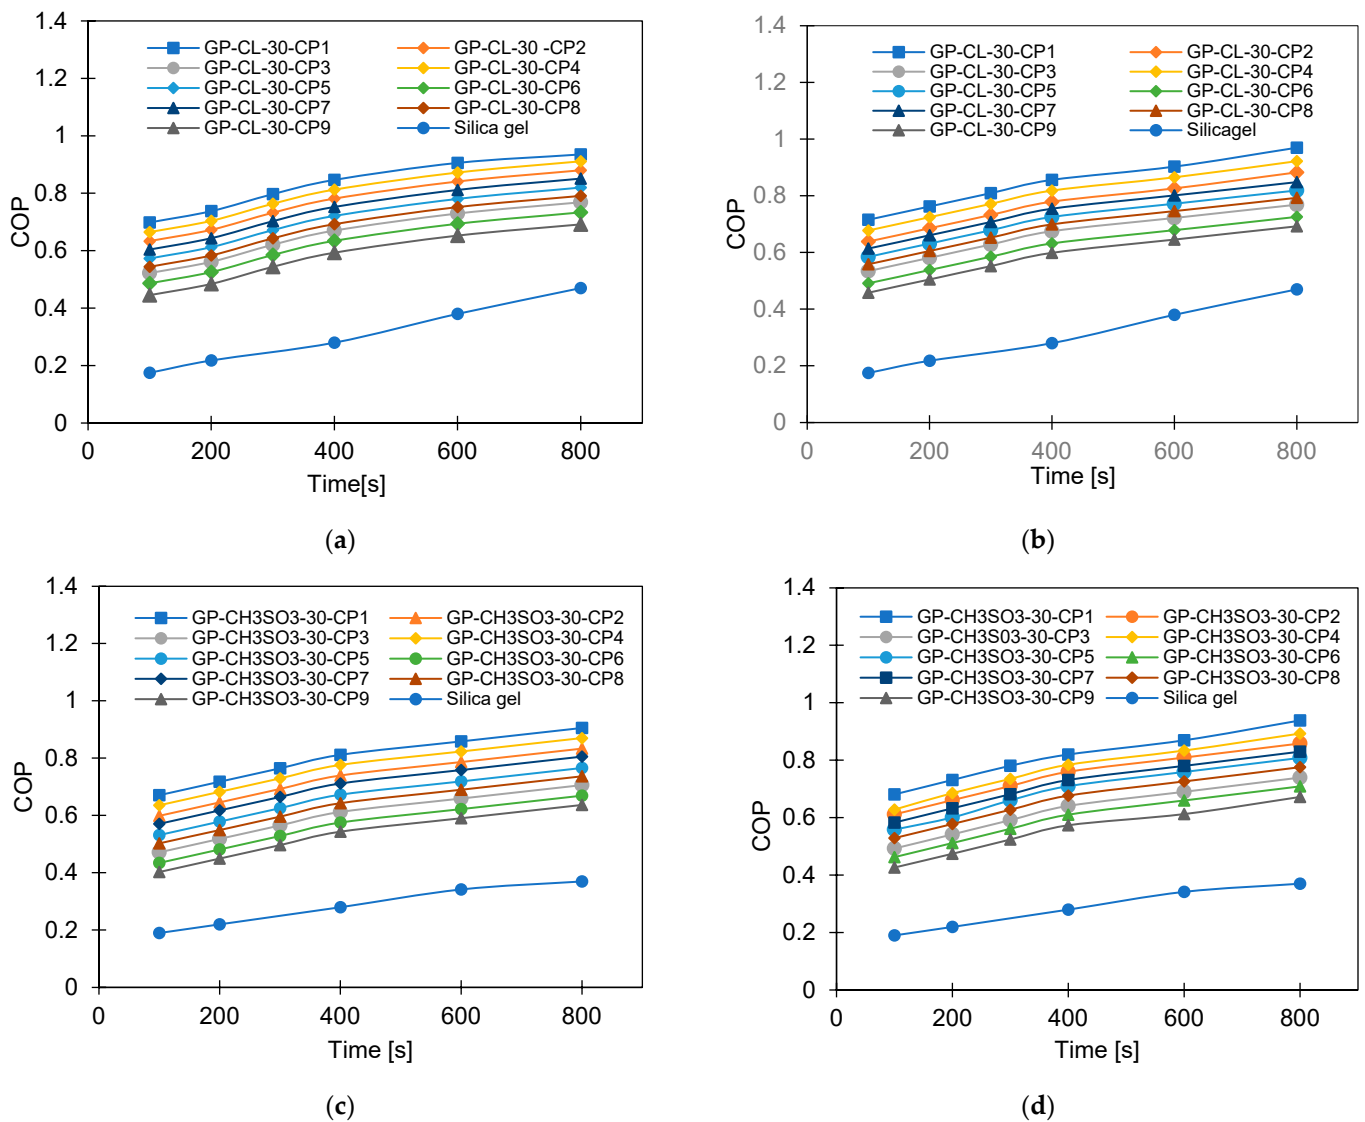 1.4
1.2
1
0.8
0.6
0.4
0.2
0
COP
GP-CL-30-CP1 GP-CL-30 -CP2
GP-CL-30-CP3 GP-CL-30-CP4
GP-CL-30-CP5 GP-CL-30-CP6
GP-CL-30-CP7 GP-CL-30-CP8
GP-CL-30-CP9 Silica gel
0 200 400 600 800
Time[s]
(a)
1.4
1.2
1
0.8
0.6
0.4
0.2
0
COP
GP-CL-30-CP1 GP-CL-30-CP2
GP-CL-30-CP3 GP-CL-30-CP4
GP-CL-30-CP5 GP-CL-30-CP6
GP-CL-30-CP7 GP-CL-30-CP8
GP-CL-30-CP9 Silicagel
0 200 400 600 800
Time [s]
(b)
1.4
1.2
1
0.8
0.6
0.4
0.2
0
COP
GP-CH3SO3-30-CP1 GP-CH3SO3-30-CP2
GP-CH3SO3-30-CP3 GP-CH3SO3-30-CP4
GP-CH3SO3-30-CP5 GP-CH3SO3-30-CP6
GP-CH3SO3-30-CP7 GP-CH3SO3-30-CP8
GP-CH3SO3-30-CP9 Silica gel
0 200 400 600 800
Time [s]
(c)
1.4
1.2
1
0.8
0.6
0.4
0.2
0
COP
GP-CH3SO3-30-CP1 GP-CH3SO3-30-CP2
GP-CH3S03-30-CP3 GP-CH3SO3-30-CP4
GP-CH3SO3-30-CP5 GP-CH3SO3-30-CP6
GP-CH3SO3-30-CP7 GP-CH3SO3-30-CP8
GP-CH3SO3-30-CP9 Silica gel
0 200 400 600 800
Time [s]
(d)